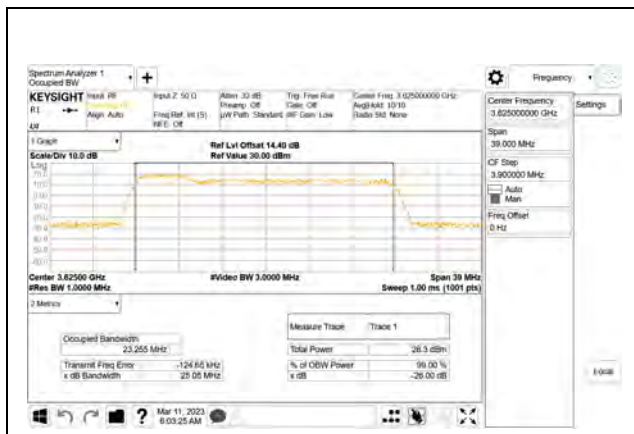 Spectrum Analyzer 1
Occupied BW
Frequency
KEYSIGHT Input: RF
R L
Align: Auto
Input Z: 50 Ω
Freq Ref: Int (S)
NFE: Off
Atten: 32 dB
Preamp: Off
µW Path: Standard
Trig: Free Run
Gate: Off
#IF Gain: Low
Center Freq: 3.625000000 GHz
Avg|Hold: 10/10
Radio Std: None
Center Frequency
3.625000000 GHz
Settings
Span
39.000 MHz
CF Step
3.900000 MHz
Auto
Man
Freq Offset
0 Hz
1 Graph
Scale/Div 10.0 dB
Ref Lvl Offset 14.40 dB
Ref Value 30.00 dBm
Log
Center 3.62500 GHz
#Res BW 1.0000 MHz
#Video BW 3.0000 MHz
Span 39 MHz
Sweep 1.00 ms (1001 pts)
2 Metrics
Measure Trace Trace 1
Occupied Bandwidth
23.255 MHz
Total Power 26.3 dBm
Transmit Freq Error -124.60 kHz
% of OBW Power 99.00 %
x dB Bandwidth 25.05 MHz
x dB -26.00 dB
Local
? Mar 11, 2023
6:03:25 AM